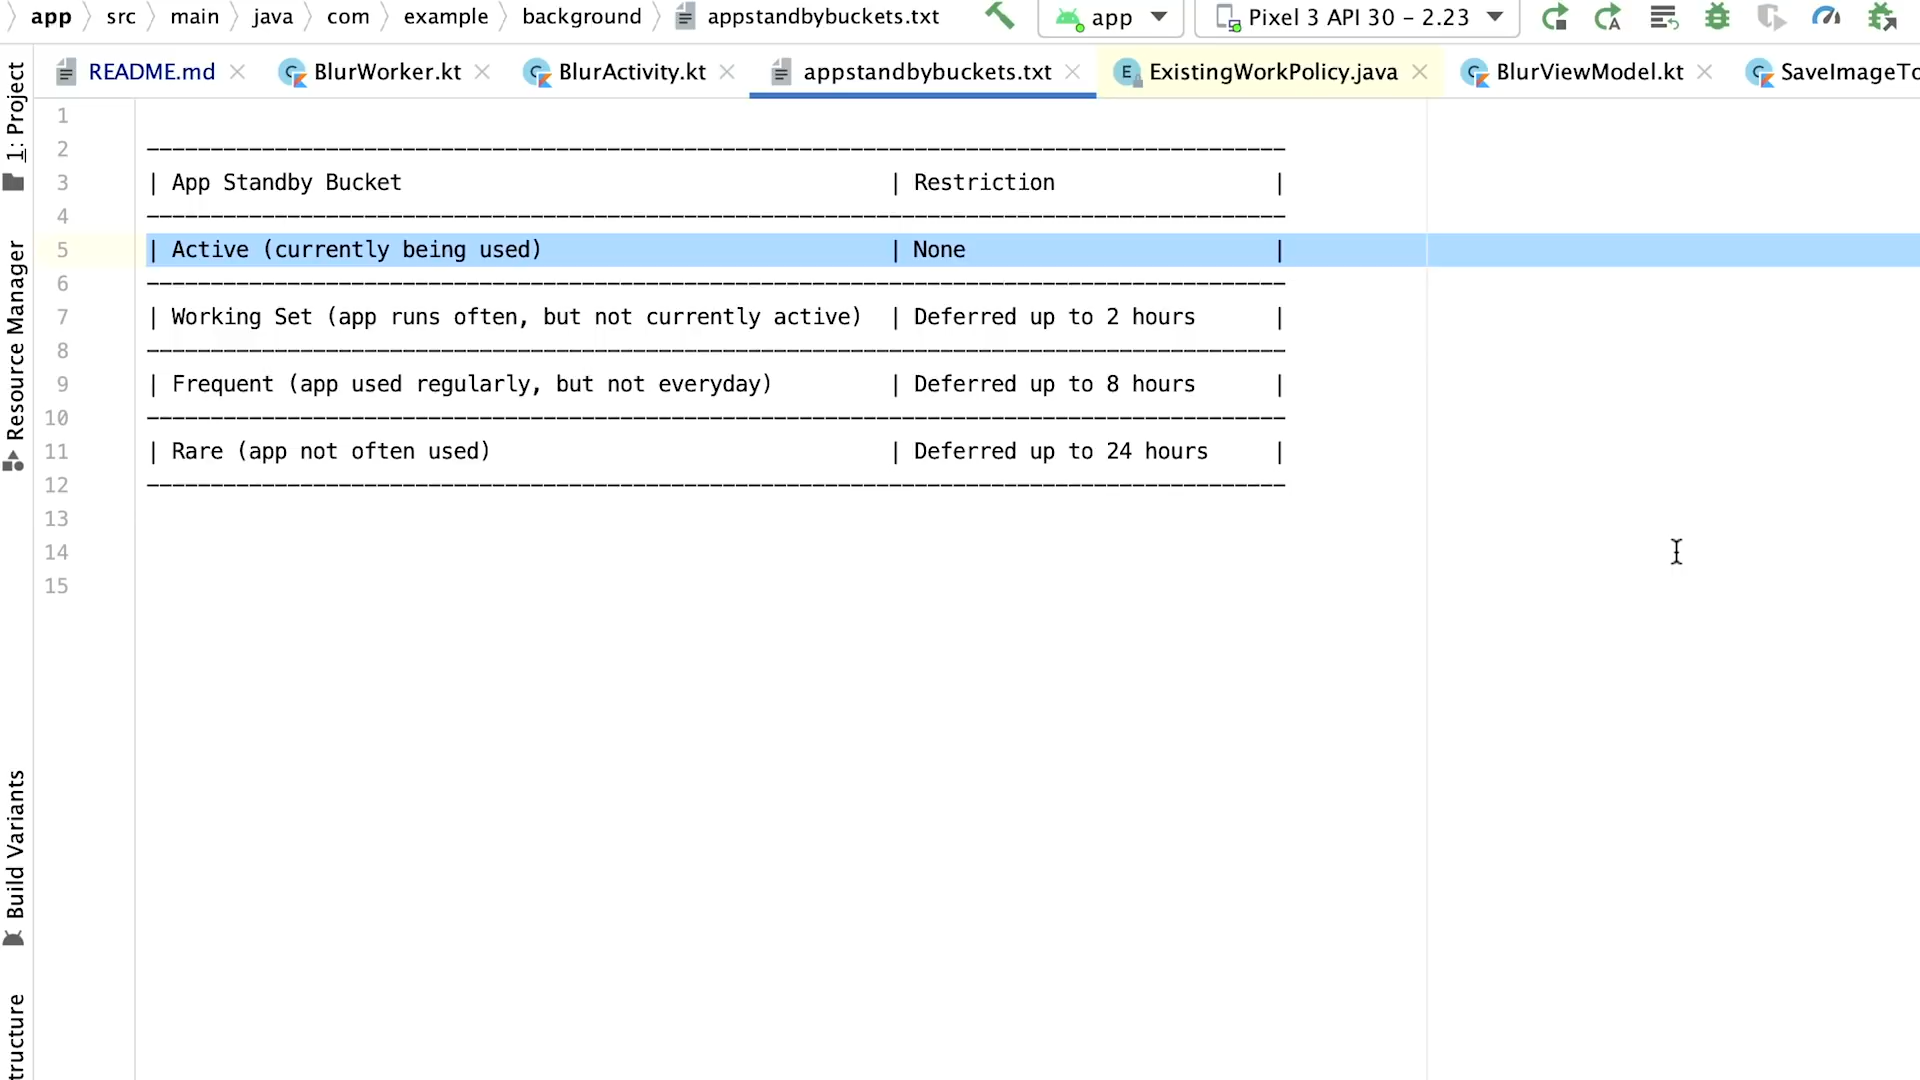 app src main java com example background appstandbybuckets.txt app Pixel 3 API 30 - 2.23
README.md BlurWorker.kt BlurActivity.kt appstandbybuckets.txt ExistingWorkPolicy.java BlurViewModel.kt SaveImageTo
1: Project
Resource Manager
Build Variants
tructure
1
2 ----------------------------------------------------------------------------------------
3 | App Standby Bucket | Restriction |
4 ----------------------------------------------------------------------------------------
5 | Active (currently being used) | None |
6 ----------------------------------------------------------------------------------------
7 | Working Set (app runs often, but not currently active) | Deferred up to 2 hours |
8 ----------------------------------------------------------------------------------------
9 | Frequent (app used regularly, but not everyday) | Deferred up to 8 hours |
10 ----------------------------------------------------------------------------------------
11 | Rare (app not often used) | Deferred up to 24 hours |
12 ----------------------------------------------------------------------------------------
13
14
15